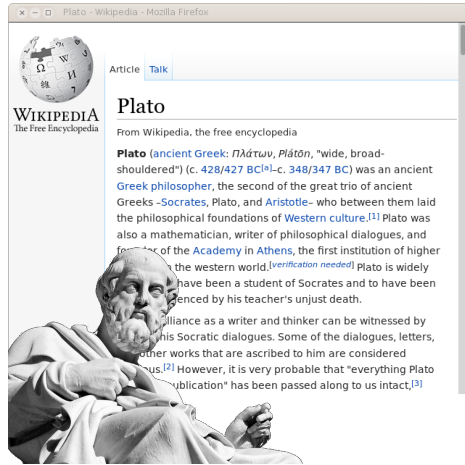 Plato - Wikipedia - Mozilla Firefox
WIKIPEDIA
The Free Encyclopedia
Article Talk
Plato
From Wikipedia, the free encyclopedia
Plato (ancient Greek: Πλάτων, Plátōn, "wide, broad-
shouldered") (c. 428/427 BC[a]–c. 348/347 BC) was an ancient
Greek philosopher, the second of the great trio of ancient
Greeks –Socrates, Plato, and Aristotle– who between them laid
the philosophical foundations of Western culture.[1] Plato was
also a mathematician, writer of philosophical dialogues, and
of the Academy in Athens, the first institution of higher
the western world.[verification needed] Plato is widely
have been a student of Socrates and to have been
by his teacher's unjust death.
as a writer and thinker can be witnessed by
his Socratic dialogues. Some of the dialogues, letters,
other works that are ascribed to him are considered
[2] However, it is very probable that "everything Plato
publication" has been passed along to us intact,[3]
Ω W И 維